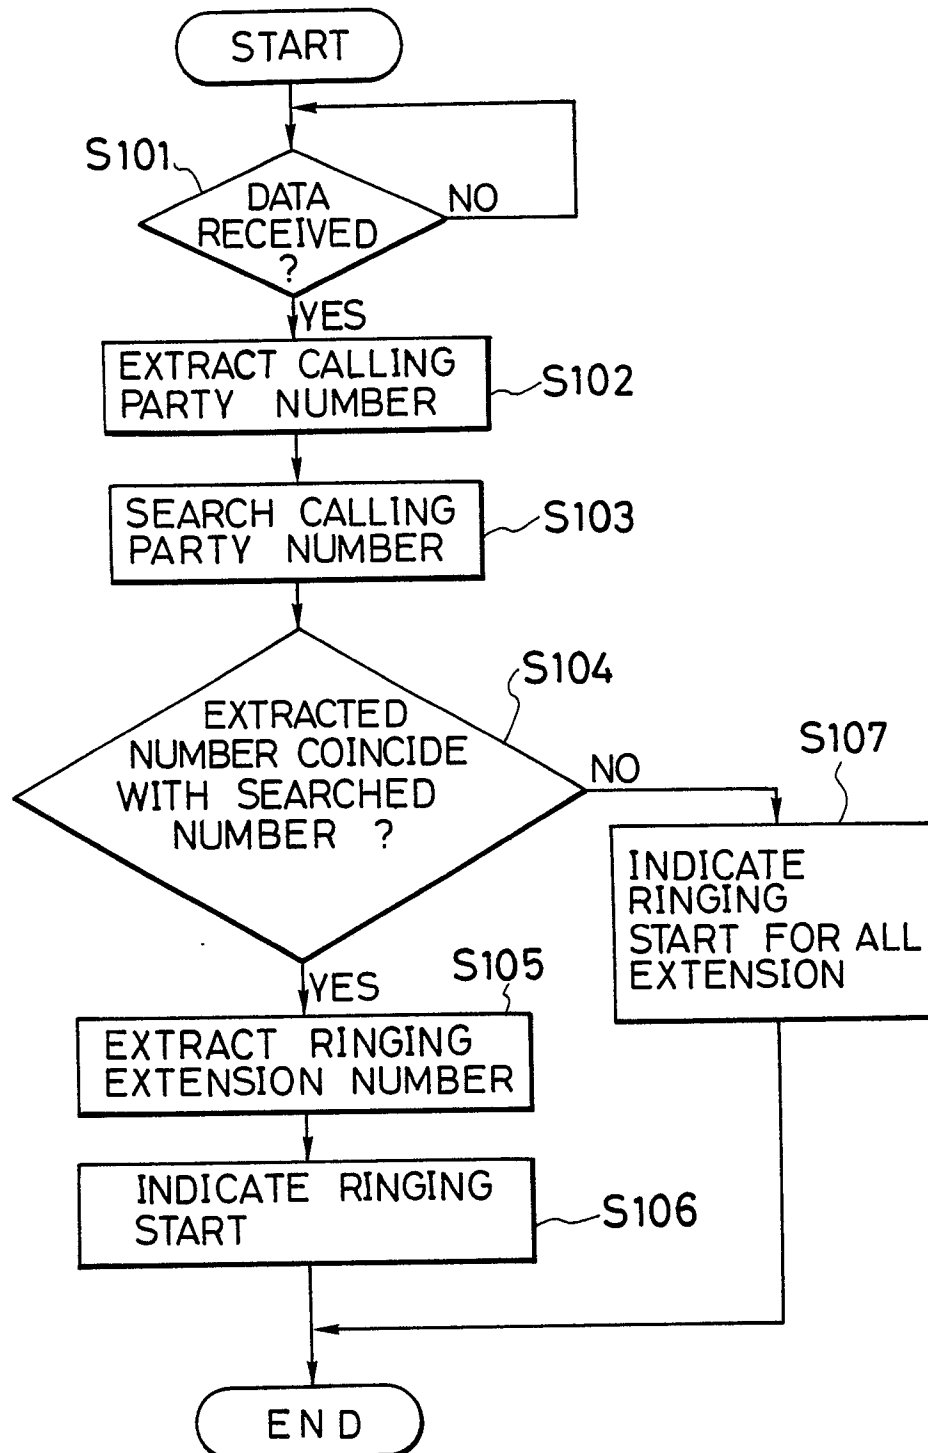 START
S101
DATA
RECEIVED
?
NO
YES
EXTRACT CALLING
PARTY NUMBER
S102
SEARCH CALLING
PARTY NUMBER
S103
S104
EXTRACTED
NUMBER COINCIDE
WITH SEARCHED
NUMBER ?
NO
S107
INDICATE
RINGING
START FOR ALL
EXTENSION
YES
S105
EXTRACT RINGING
EXTENSION NUMBER
INDICATE RINGING
START
S106
END